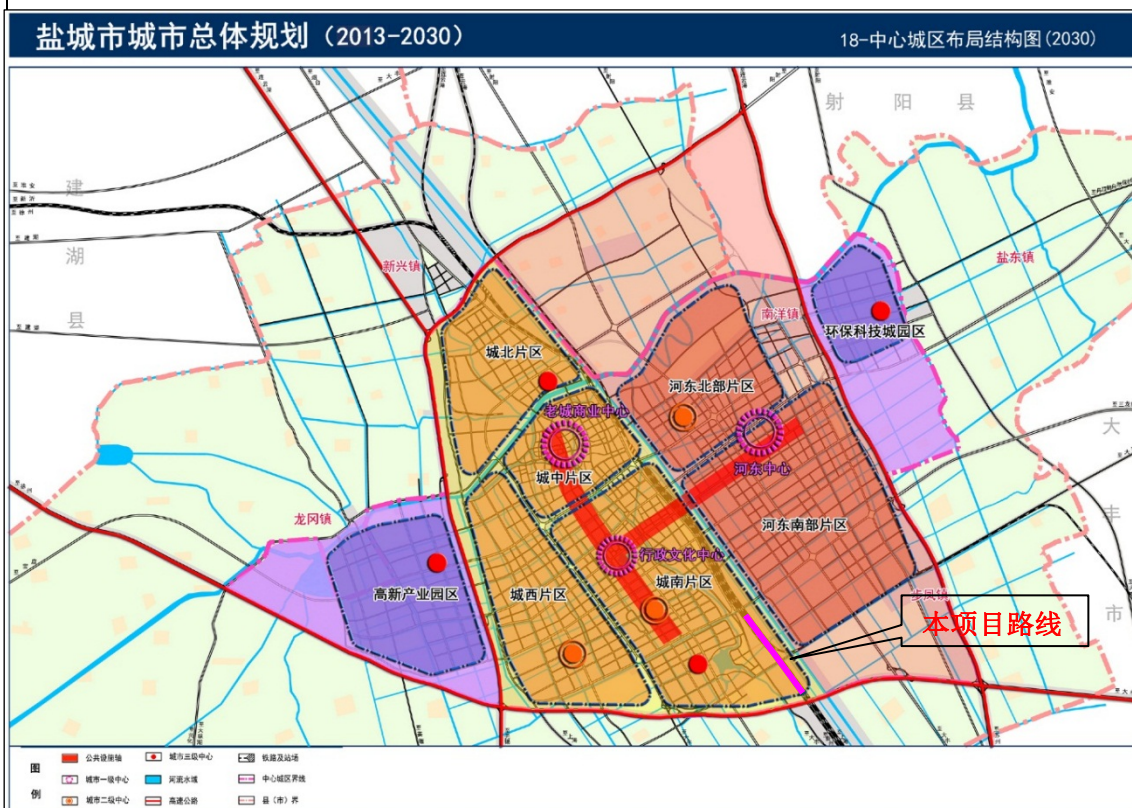 盐城市城市总体规划（2013-2030）
18-中心城区布局结构图(2030)
射阳县
建湖县
新兴镇
盐东镇
南洋镇
环保科技城园区
城北片区
河东北部片区
老城商业中心
河东中心
大丰市
城中片区
龙冈镇
河东南部片区
行政文化中心
高新产业园区
城西片区
城南片区
步凤镇
本项目路线
图例
公共设施轴
城市三级中心
铁路及站场
城市一级中心
河流水域
中心城区界线
城市二级中心
高速公路
县（市）界